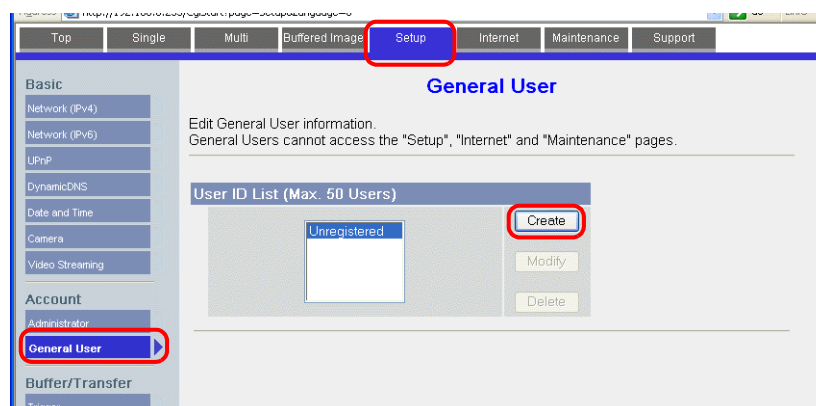 Top Single Multi Buffered Image Setup Internet Maintenance Support
Basic
Network (IPv4)
Network (IPv6)
UPnP
DynamicDNS
Date and Time
Camera
Video Streaming
Account
Administrator
General User
Buffer/Transfer
General User
Edit General User information.
General Users cannot access the "Setup", "Internet" and "Maintenance" pages.
User ID List (Max. 50 Users)
Unregistered
Create
Modify
Delete